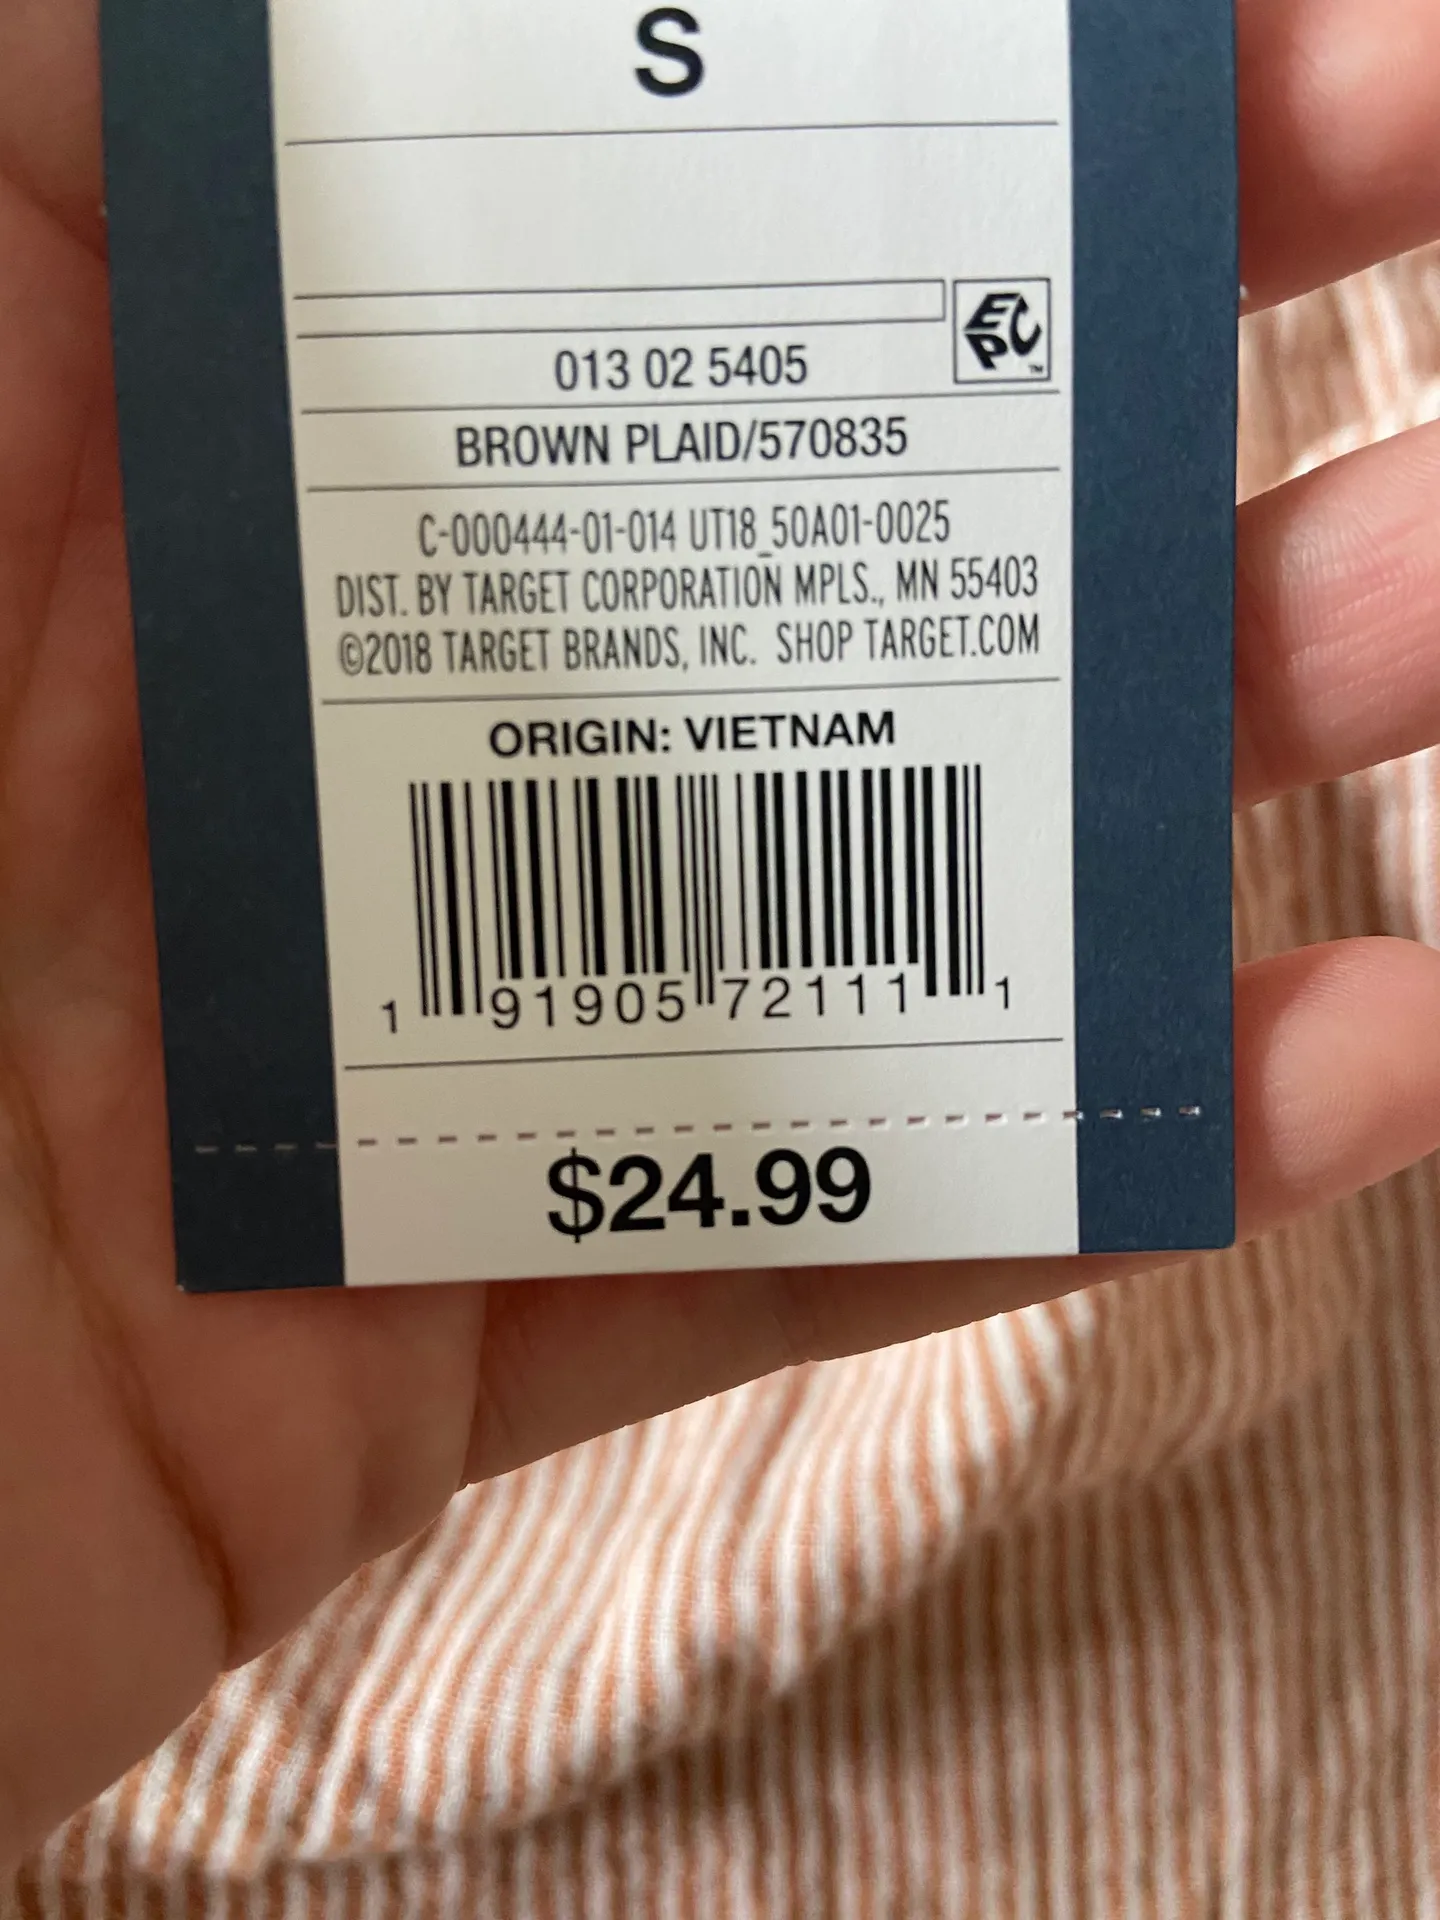 S
EPC™
013 02 5405
BROWN PLAID/570835
C-000444-01-014 UT18_50A01-0025
DIST. BY TARGET CORPORATION MPLS., MN 55403
©2018 TARGET BRANDS, INC. SHOP TARGET.COM
ORIGIN: VIETNAM
1 91905 72111 1
$24.99